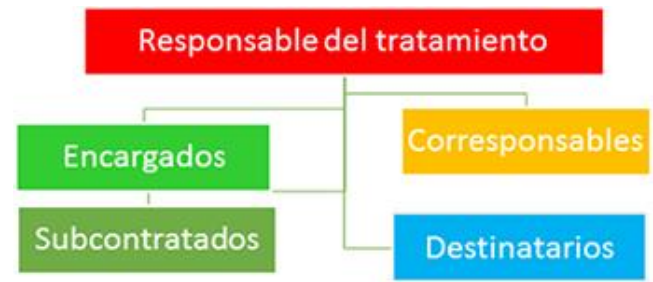 Responsable del tratamiento
Encargados
Corresponsables
Subcontratados
Destinatarios